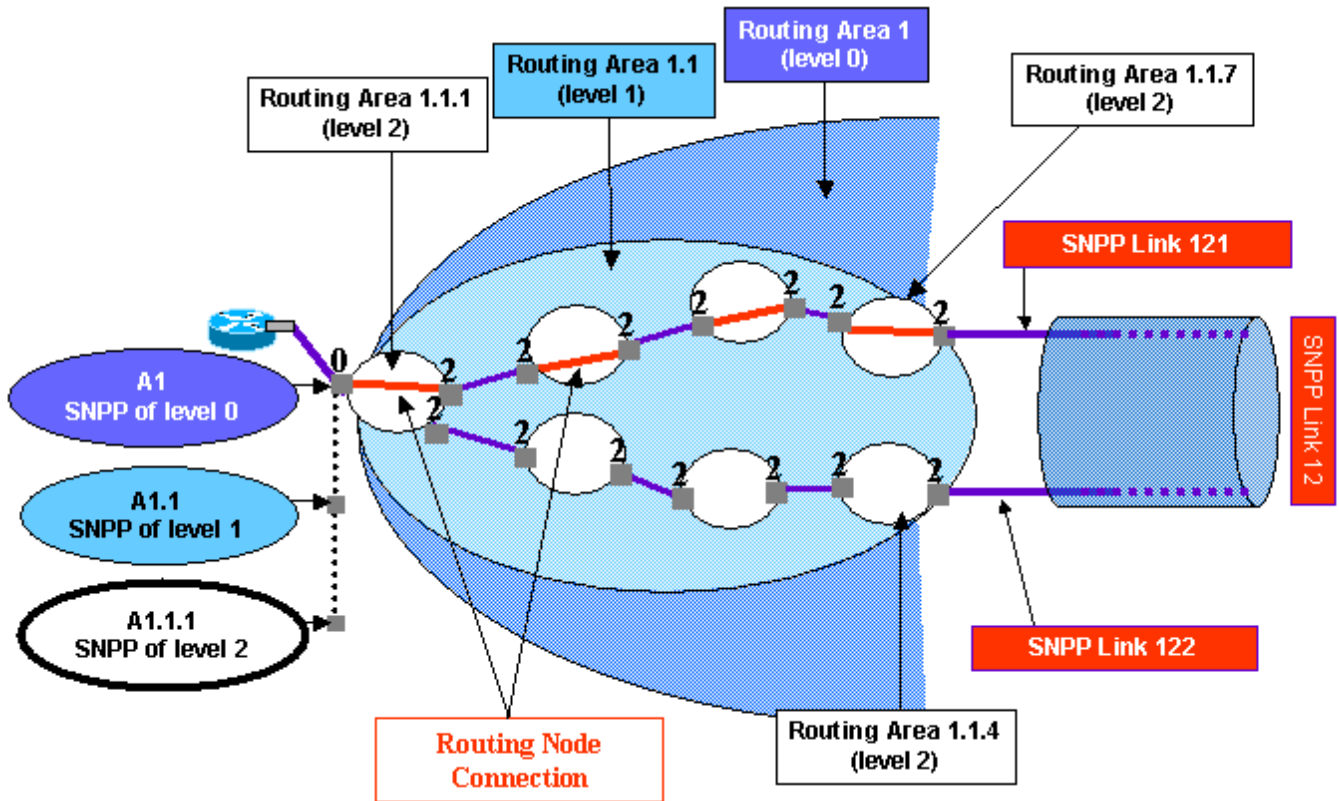 Routing Area 1
(level 0)
Routing Area 1.1
(level 1)
Routing Area 1.1.7
(level 2)
Routing Area 1.1.1
(level 2)
SNPP Link 121
2
2
2
2
2
2
0
2
2
A1
SNPP of level 0
2
2
2
2
2
2
SNPP Link 12
A1.1
SNPP of level 1
A1.1.1
SNPP of level 2
SNPP Link 122
Routing Node
Connection
Routing Area 1.1.4
(level 2)